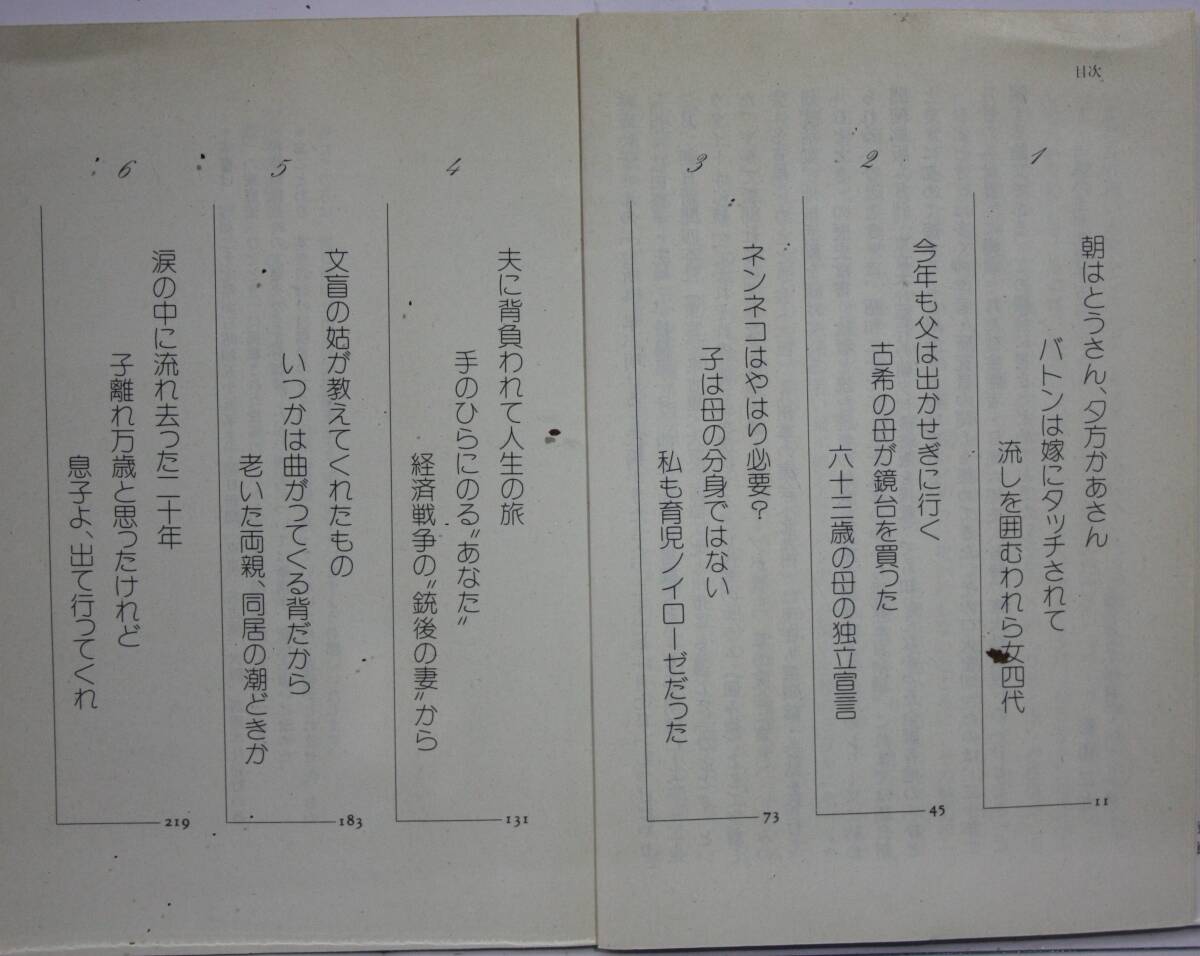 目次
1
朝はとうさん、夕方かあさん
バトンは嫁にタッチされて
流しを囲むわれら女四代
11
2
今年も父は出かせぎに行く
古希の母が鏡台を買った
六十三歳の母の独立宣言
45
3
ネンネコはやはり必要？
子は母の分身ではない
私も育児ノイローゼだった
73
4
夫に背負われて人生の旅
手のひらにのる〝あなた〟
経済戦争の〝銃後の妻〟から
131
5
文盲の姑が教えてくれたもの
いつかは曲がってくる背だから
老いた両親、同居の潮どきか
183
6
涙の中に流れ去った二十年
子離れ万歳と思ったけれど
息子よ、出て行ってくれ
219